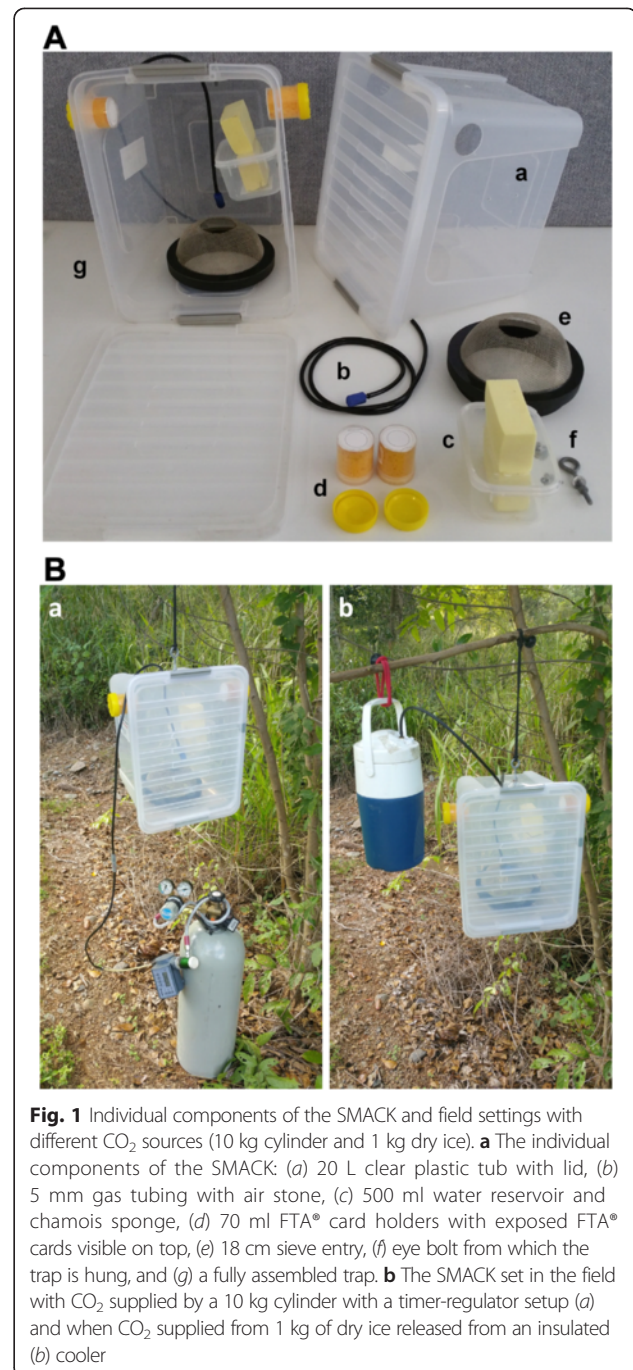 A
a
g
e
b
c
f
d
B
a
b
Fig. 1 Individual components of the SMACK and field settings with
different CO₂ sources (10 kg cylinder and 1 kg dry ice). a The individual
components of the SMACK: (a) 20 L clear plastic tub with lid, (b)
5 mm gas tubing with air stone, (c) 500 ml water reservoir and
chamois sponge, (d) 70 ml FTA® card holders with exposed FTA®
cards visible on top, (e) 18 cm sieve entry, (f) eye bolt from which the
trap is hung, and (g) a fully assembled trap. b The SMACK set in the field
with CO₂ supplied by a 10 kg cylinder with a timer-regulator setup (a)
and when CO₂ supplied from 1 kg of dry ice released from an insulated
(b) cooler